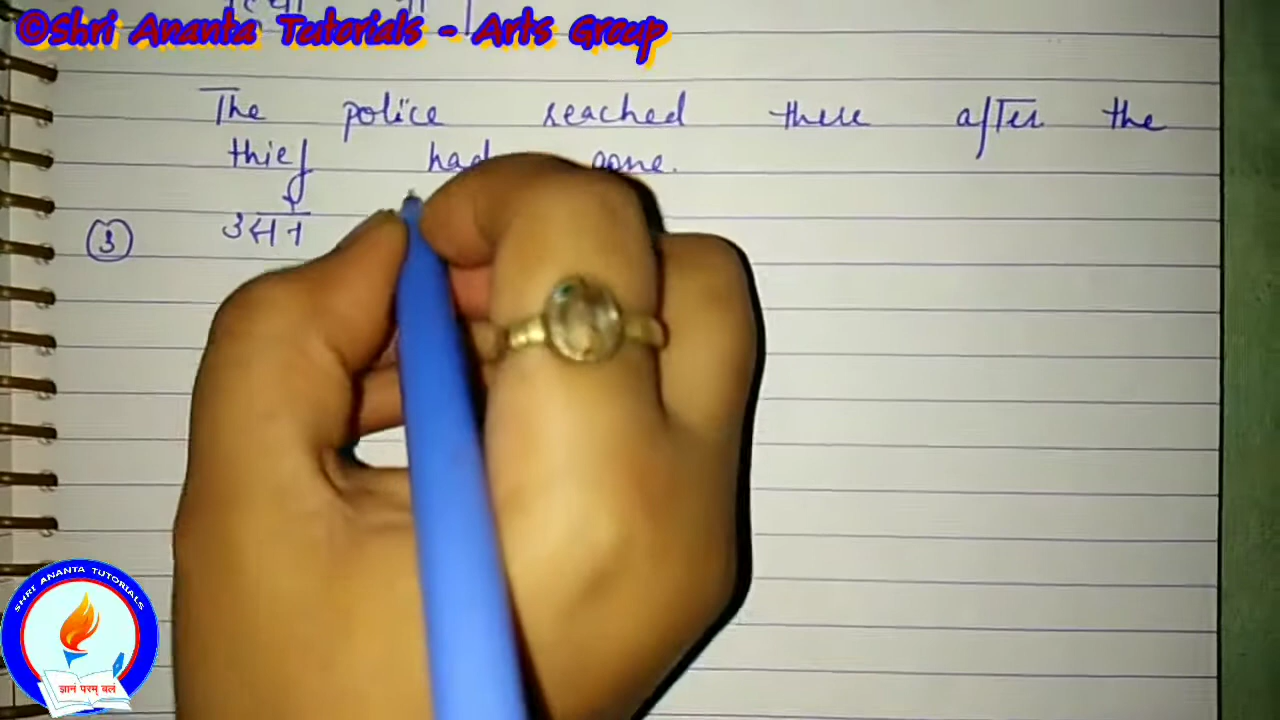 ©Shri Ananta Tutorials - Arts Group
The police reached there after the
thief had gone.
3 उसने
SHRI ANANTA TUTORIALS
ज्ञानं परमं बलं